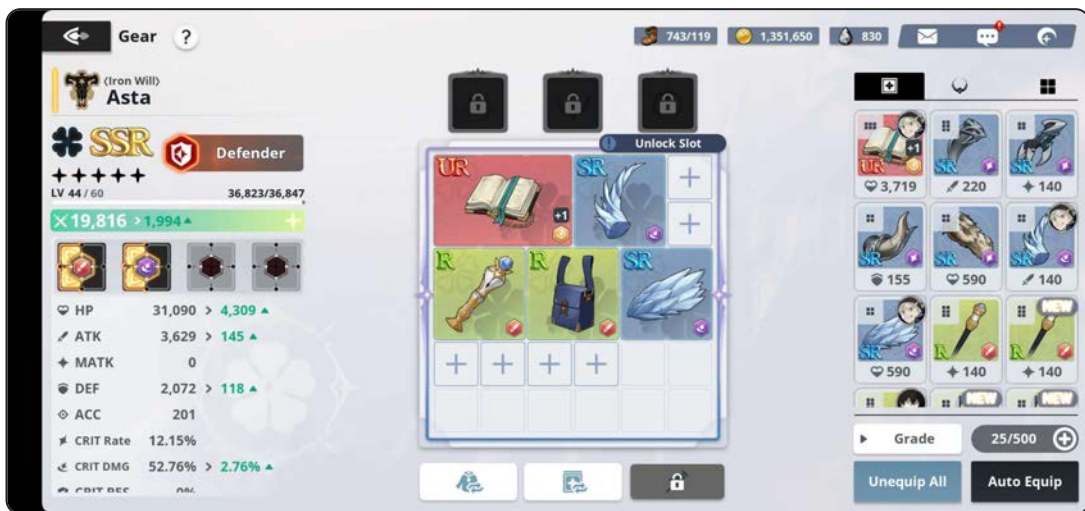 Gear ?
743/119 1,351,650 830
(Iron Will)
Asta
SSR Defender
LV 44 / 60 36,823/36,847
19,816 > 1,994
HP 31,090 > 4,309
ATK 3,629 > 145
MATK 0
DEF 2,072 > 118
ACC 201
CRIT Rate 12.15%
CRIT DMG 52.76% > 2.76%
CRIT RES 0%
Unlock Slot
UR +1 SR
R R SR
UR +1 SR SR
3,719 220 140
SR SR SR
155 590 140
SR R R NEW
590 140 140
NEW NEW
Grade 25/500
Unequip All Auto Equip